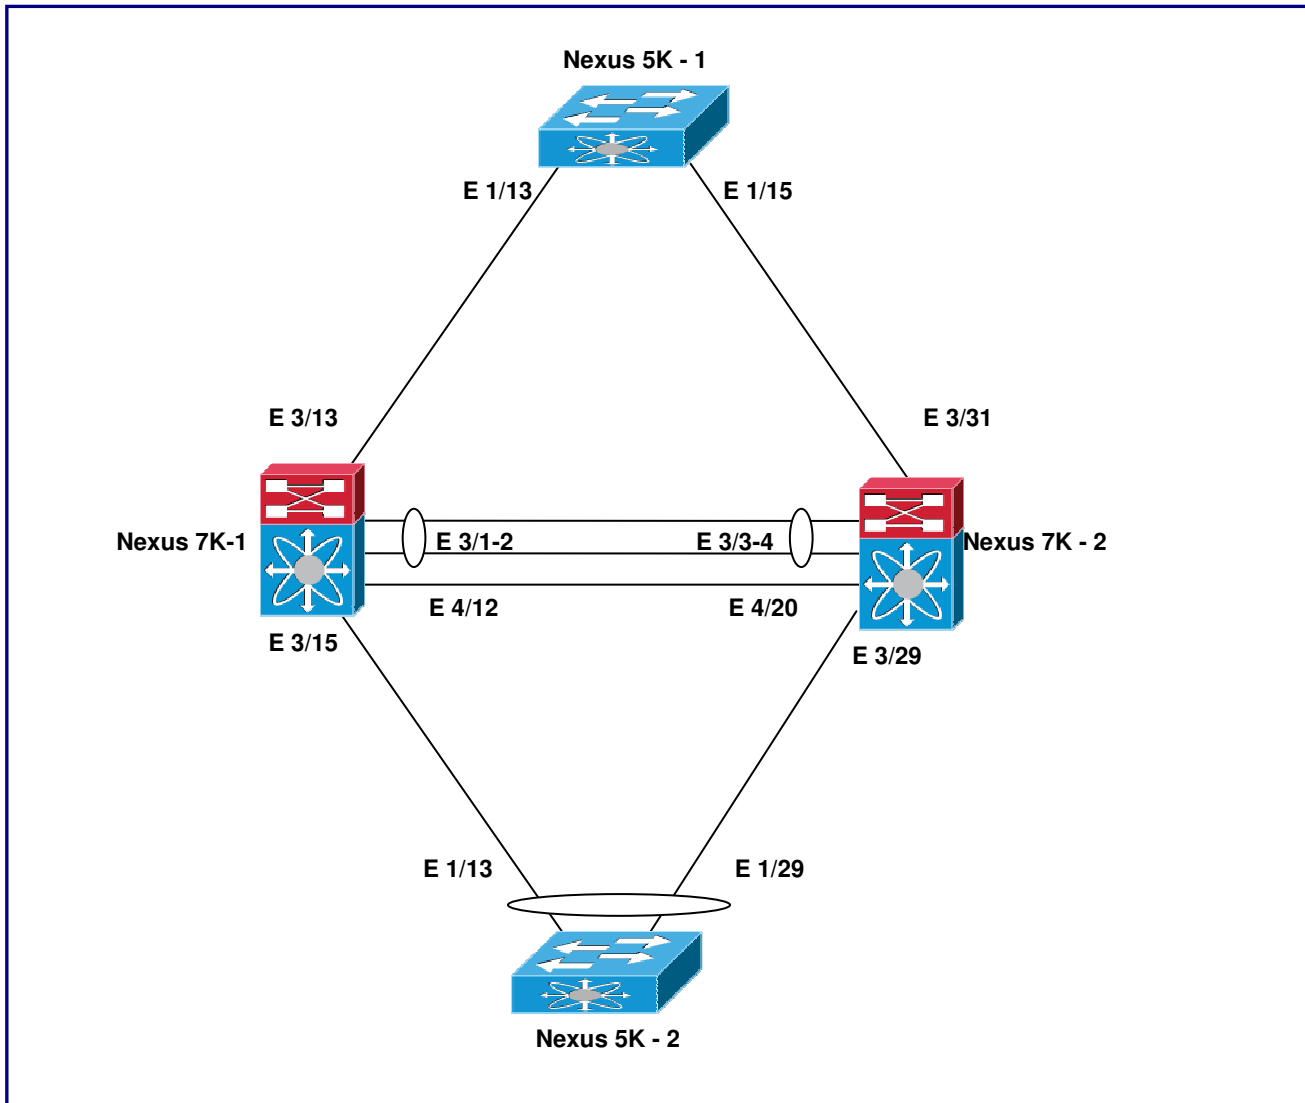 Nexus 5K - 1
E 1/13
E 1/15
E 3/13
E 3/31
Nexus 7K-1
E 3/1-2
E 3/3-4
Nexus 7K - 2
E 4/12
E 4/20
E 3/15
E 3/29
E 1/13
E 1/29
Nexus 5K - 2